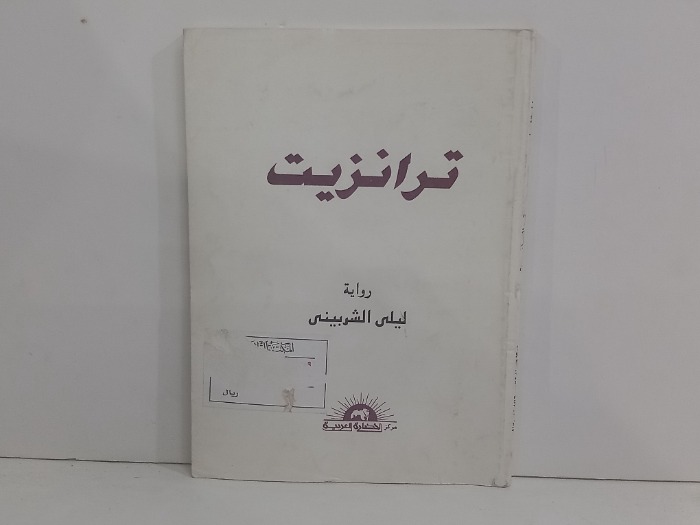 ترانزيت
رواية
ليلى الشربينى
ريال
مركز الحضارة العربية